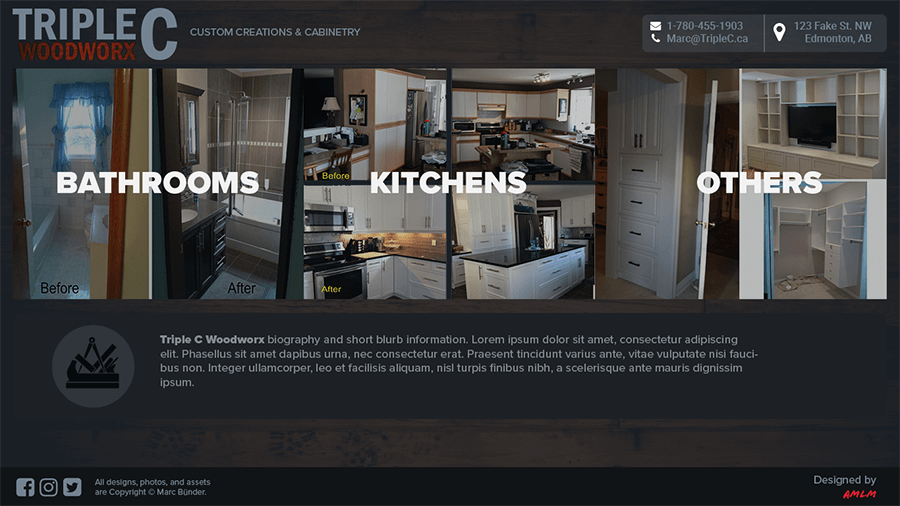 TRIPLE C
WOODWORX
CUSTOM CREATIONS & CABINETRY
1-780-455-1903
Marc@TripleC.ca
123 Fake St. NW
Edmonton, AB
BATHROOMS
Before
After
KITCHENS
Before
After
OTHERS
Triple C Woodworx biography and short blurb information. Lorem ipsum dolor sit amet, consectetur adipiscing
elit. Phasellus sit amet dapibus urna, nec consectetur erat. Praesent tincidunt varius ante, vitae vulputate nisi fauci-
bus non. Integer ullamcorper, leo et facilisis aliquam, nisl turpis finibus nibh, a scelerisque ante mauris dignissim
ipsum.
All designs, photos, and assets
are Copyright © Marc Bünder.
Designed by
AMLM